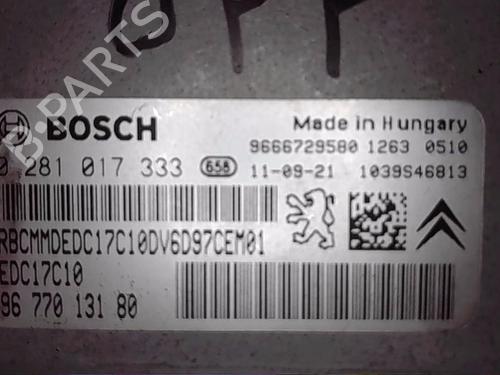 OPF
BOSCH
Made in Hungary
9666729580 1263 0510
0 281 017 333 658 11-09-21 1039S46813
RBCMMDEDC17C10DV6D97CEM01
EDC17C10
96 770 131 80
B-PARTS